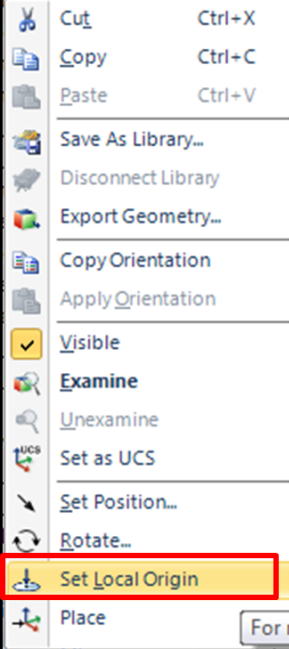 Cut Ctrl+X
Copy Ctrl+C
Paste Ctrl+V
Save As Library...
Disconnect Library
Export Geometry...
Copy Orientation
Apply Orientation
Visible
Examine
Unexamine
UCS Set as UCS
Set Position...
Rotate...
Set Local Origin
Place
For